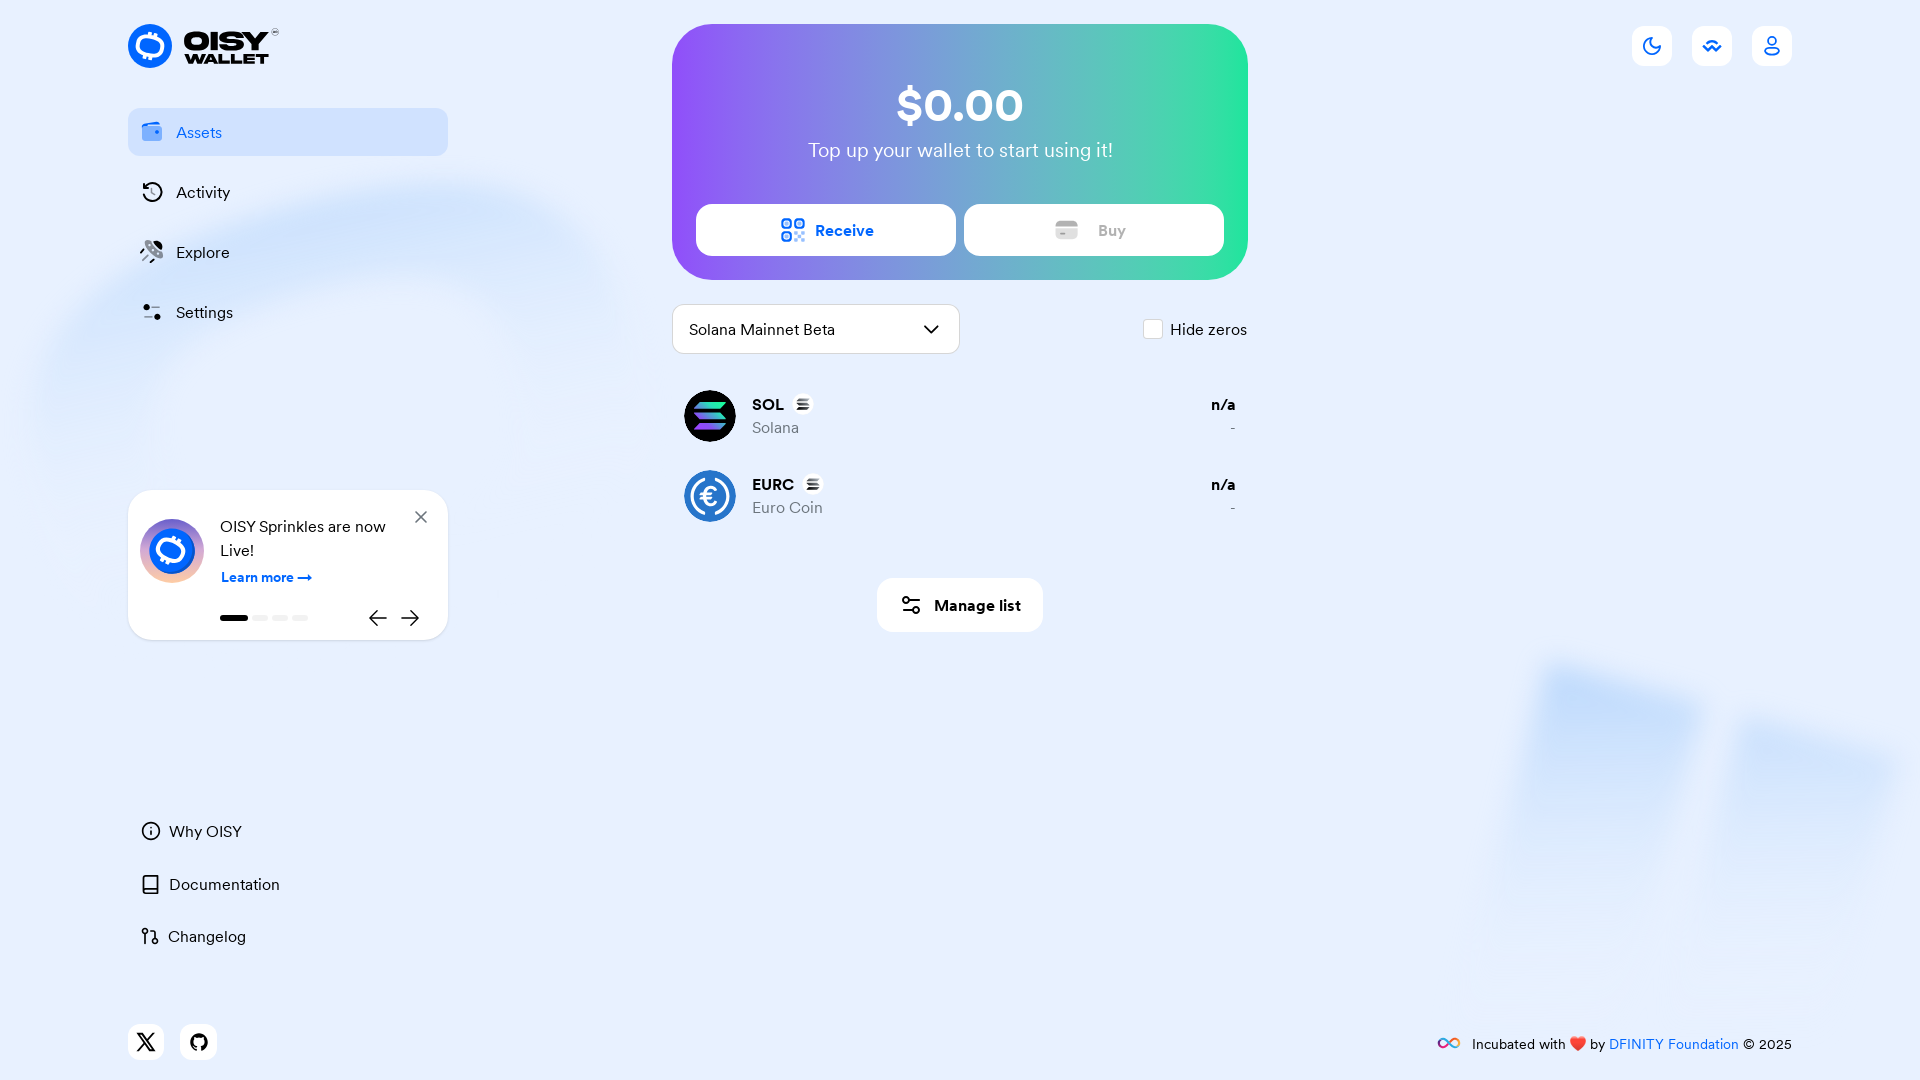 OISY
WALLET
Assets
Activity
Explore
Settings
OISY Sprinkles are now
Live!
Learn more
Why OISY
Documentation
Changelog
$0.00
Top up your wallet to start using it!
Receive
Buy
Solana Mainnet Beta
Hide zeros
SOL
n/a
Solana
-
EURC
n/a
Euro Coin
-
Manage list
Incubated with ❤️ by DFINITY Foundation © 2025